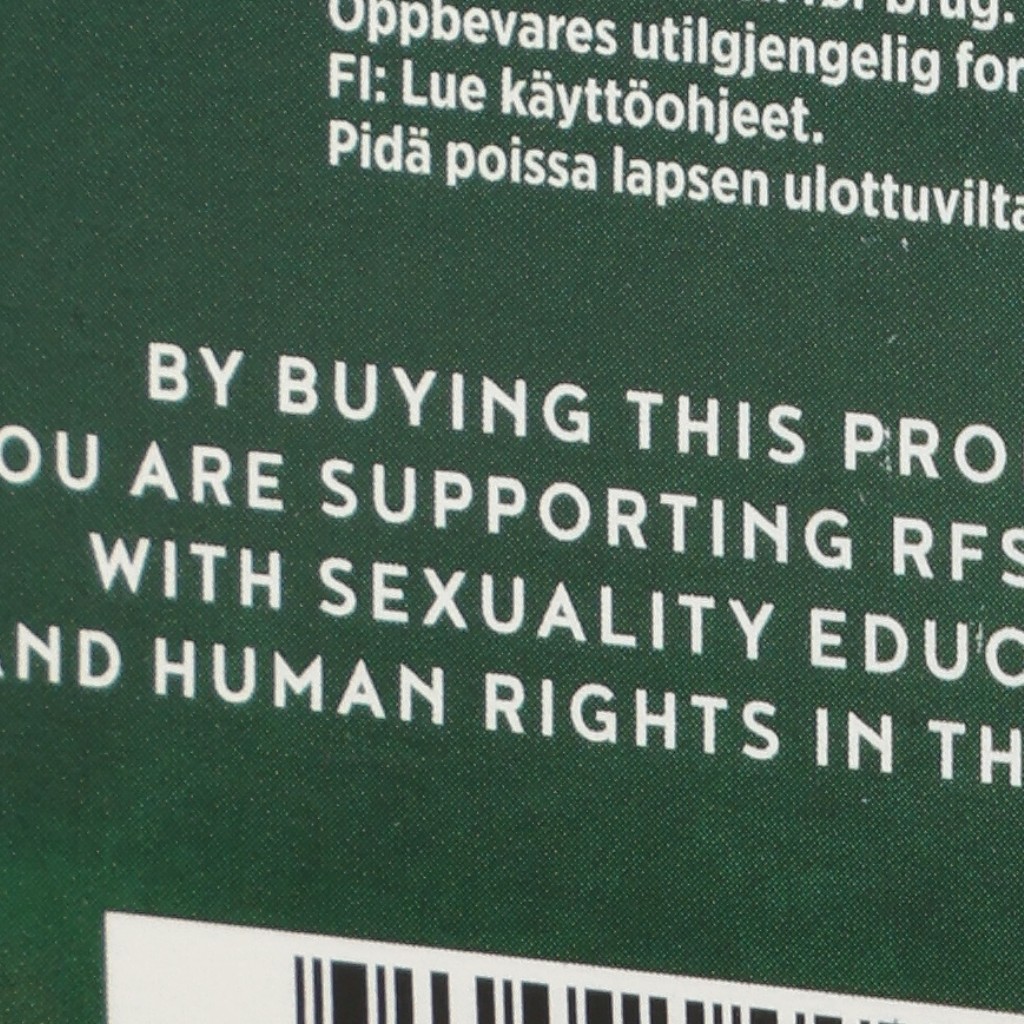 brug.
Oppbevares utilgjengelig for
FI: Lue käyttöohjeet.
Pidä poissa lapsen ulottuvilta
BY BUYING THIS PRO
OU ARE SUPPORTING RFS
WITH SEXUALITY EDUC
AND HUMAN RIGHTS IN TH